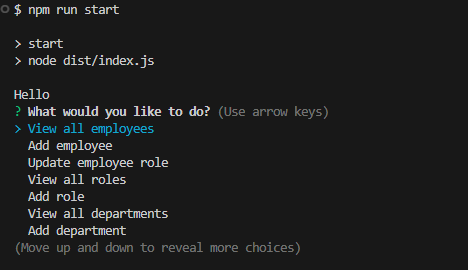 $ npm run start
> start
> node dist/index.js
Hello
? What would you like to do? (Use arrow keys)
> View all employees
Add employee
Update employee role
View all roles
Add role
View all departments
Add department
(Move up and down to reveal more choices)